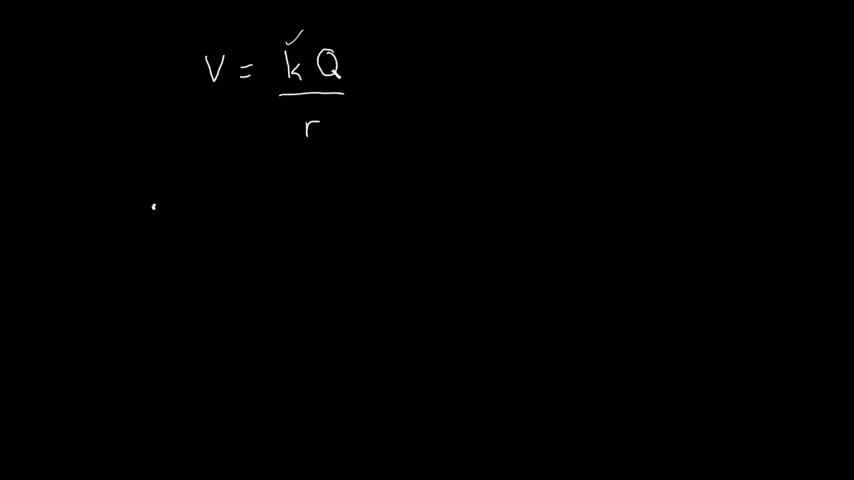 V = kQ
r